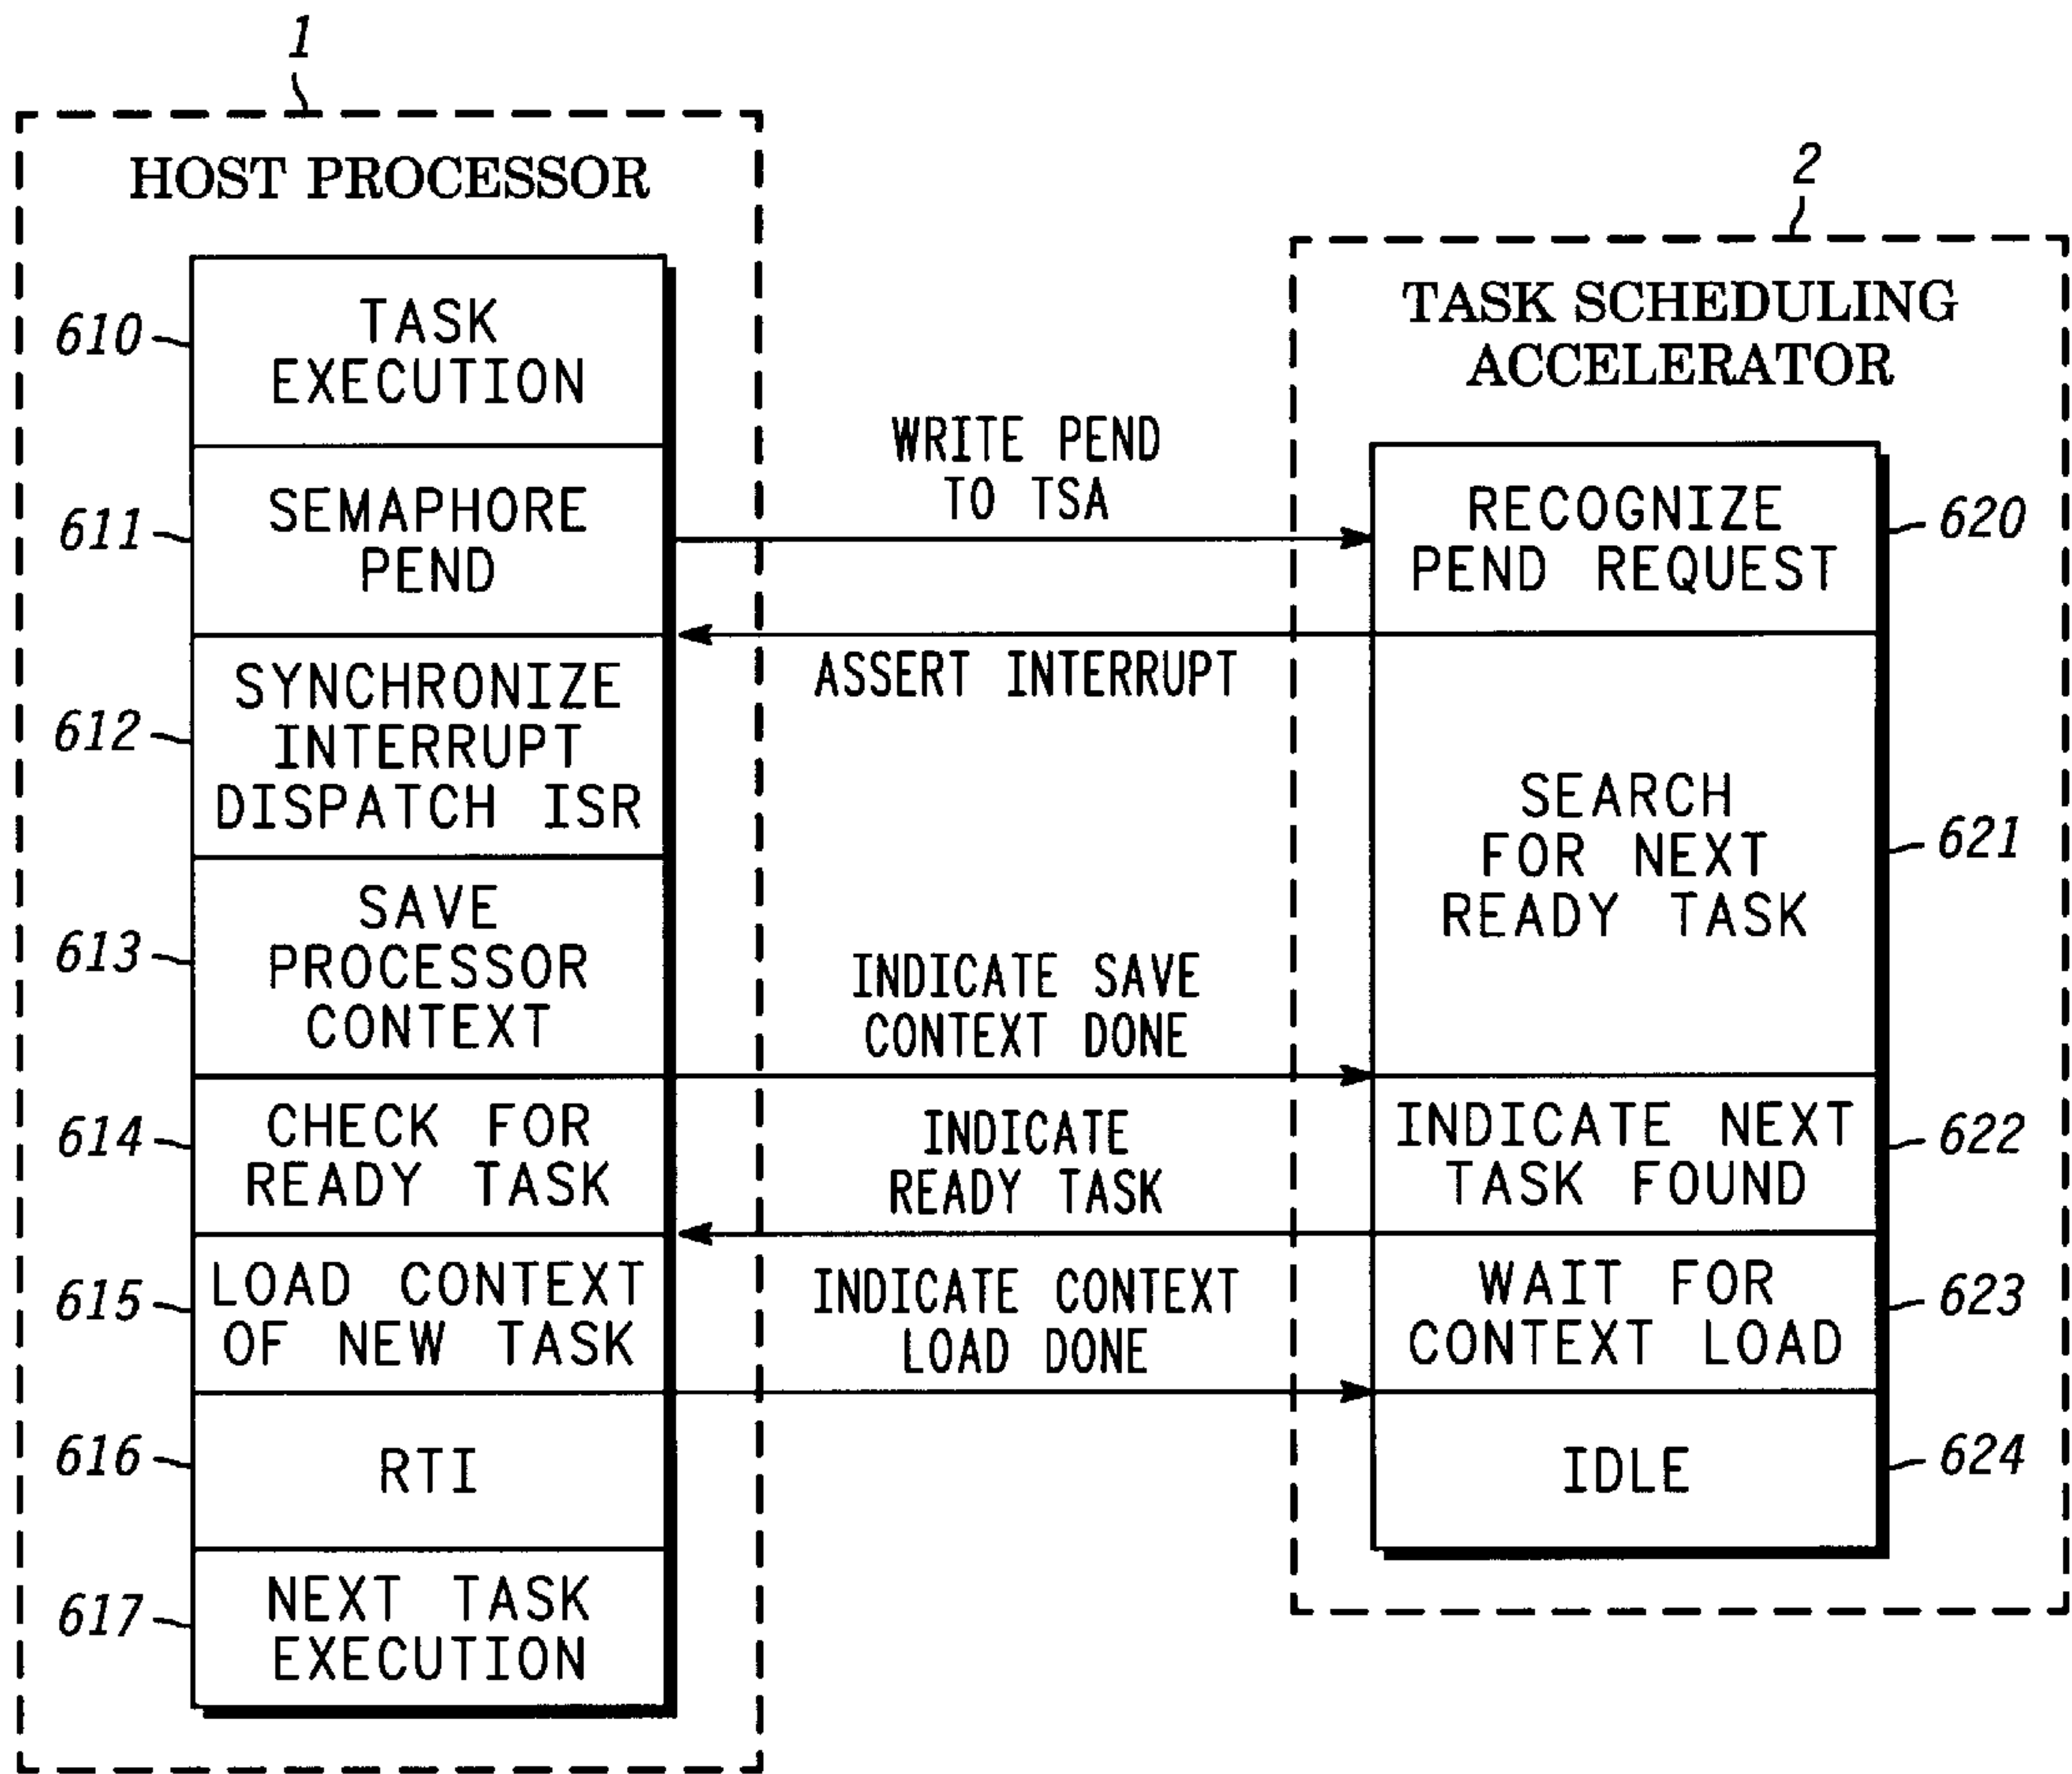 1
HOST PROCESSOR
610
TASK
EXECUTION
611
SEMAPHORE
PEND
612
SYNCHRONIZE
INTERRUPT
DISPATCH ISR
613
SAVE
PROCESSOR
CONTEXT
614
CHECK FOR
READY TASK
615
LOAD CONTEXT
OF NEW TASK
616
RTI
617
NEXT TASK
EXECUTION
WRITE PEND
TO TSA
ASSERT INTERRUPT
INDICATE SAVE
CONTEXT DONE
INDICATE
READY TASK
INDICATE CONTEXT
LOAD DONE
2
TASK SCHEDULING
ACCELERATOR
RECOGNIZE
PEND REQUEST
620
SEARCH
FOR NEXT
READY TASK
621
INDICATE NEXT
TASK FOUND
622
WAIT FOR
CONTEXT LOAD
623
IDLE
624